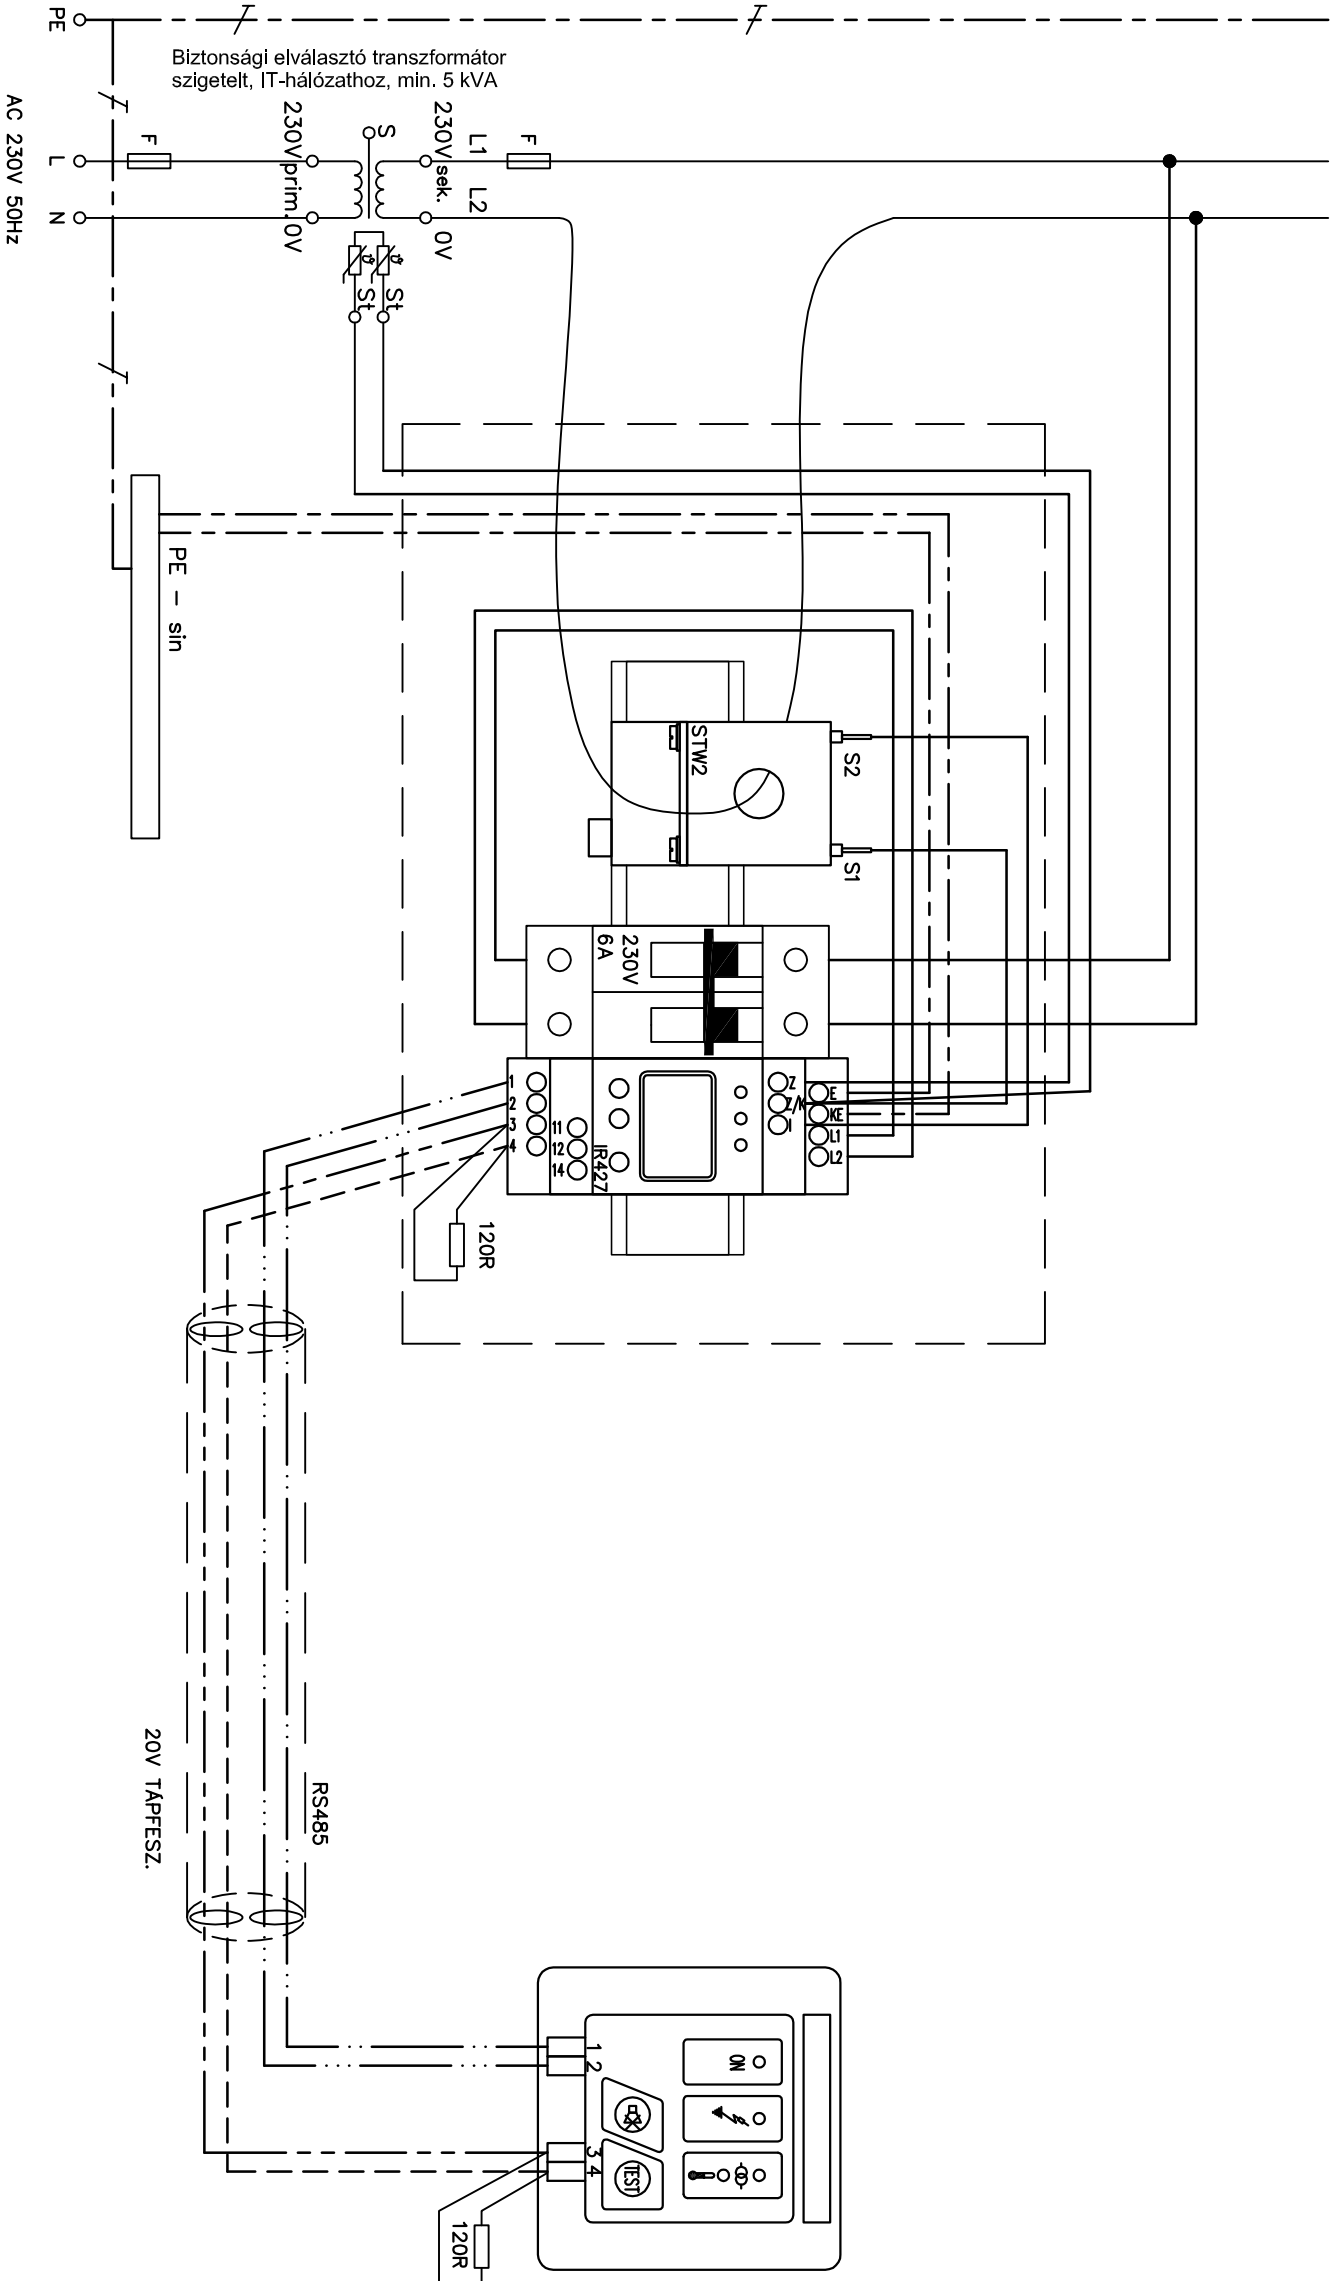 PE
Biztonsági elválasztó transzformátor
szigetelt, IT-hálózathoz, min. 5 kVA
AC 230V 50Hz
L
N
F
230V prim. 0V
S
230V sek. 0V
L1
L2
F
ϑ
ϑ
St
St
PE - sin
STW2
S2
S1
230V
6A
1
2
3
4
11
12
14
IR427
Z
Z/K
I
E
KE
L1
L2
120R
RS485
20V TÁPFESZ.
1
2
3
4
ON
TEST
120R